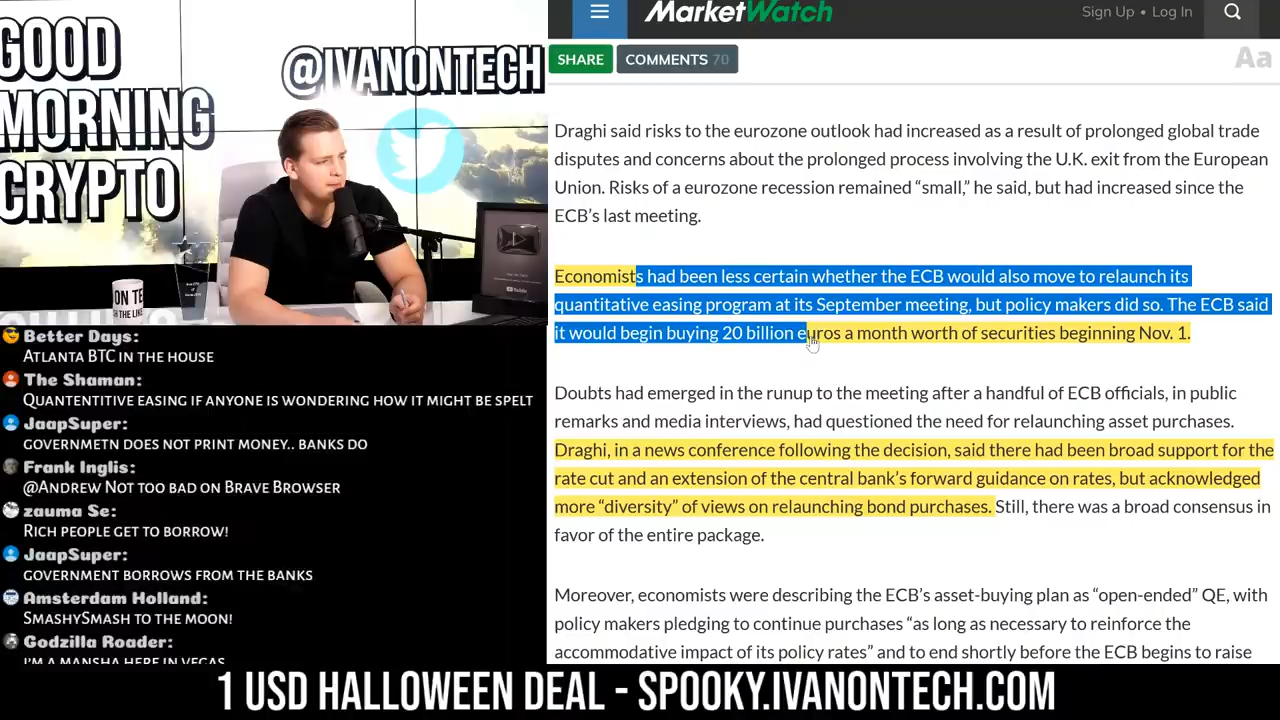 GOOD
MORNING
CRYPTO
@IVANONTECH
ON TE
YouTube
Better Days:
ATLANTA BTC IN THE HOUSE
The Shaman:
QUANTENTITIVE EASING IF ANYONE IS WONDERING HOW IT MIGHT BE SPELT
JaapSuper:
GOVERNMETN DOES NOT PRINT MONEY.. BANKS DO
Frank Inglis:
@ANDREW NOT TOO BAD ON BRAVE BROWSER
zauma Se:
RICH PEOPLE GET TO BORROW!
JaapSuper:
GOVERNMENT BORROWS FROM THE BANKS
Amsterdam Holland:
SMASHYSMASH TO THE MOON!
Godzilla Roader:
I'M A MANSHA HERE IN VEGAS
MarketWatch
Sign Up • Log In
SHARE
COMMENTS 70
Aa
Draghi said risks to the eurozone outlook had increased as a result of prolonged global trade
disputes and concerns about the prolonged process involving the U.K. exit from the European
Union. Risks of a eurozone recession remained “small,” he said, but had increased since the
ECB’s last meeting.
Economists had been less certain whether the ECB would also move to relaunch its
quantitative easing program at its September meeting, but policy makers did so. The ECB said
it would begin buying 20 billion euros a month worth of securities beginning Nov. 1.
Doubts had emerged in the runup to the meeting after a handful of ECB officials, in public
remarks and media interviews, had questioned the need for relaunching asset purchases.
Draghi, in a news conference following the decision, said there had been broad support for the
rate cut and an extension of the central bank’s forward guidance on rates, but acknowledged
more “diversity” of views on relaunching bond purchases. Still, there was a broad consensus in
favor of the entire package.
Moreover, economists were describing the ECB’s asset-buying plan as “open-ended” QE, with
policy makers pledging to continue purchases “as long as necessary to reinforce the
accommodative impact of its policy rates” and to end shortly before the ECB begins to raise
1 USD HALLOWEEN DEAL - SPOOKY.IVANONTECH.COM